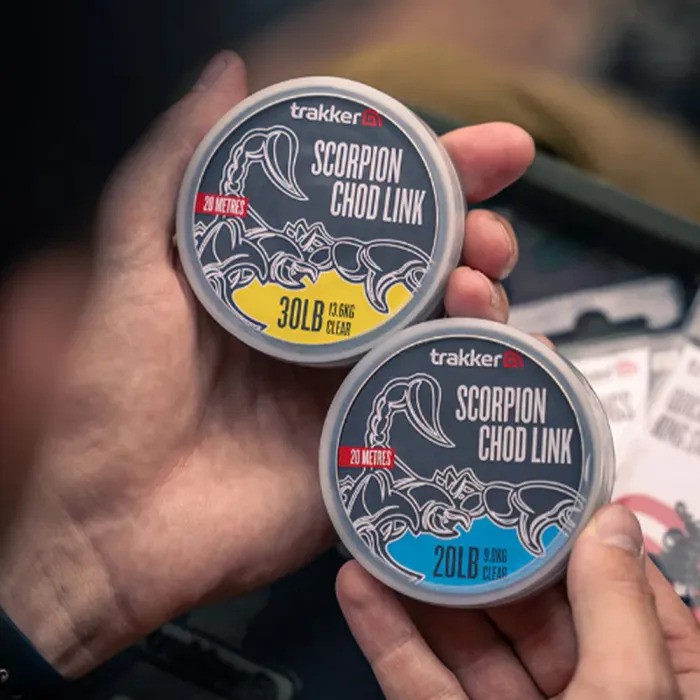 trakker
SCORPION
CHOD LINK
20 METRES
30LB 13.6KG
CLEAR
trakker
SCORPION
CHOD LINK
20 METRES
20LB 9.0KG
CLEAR